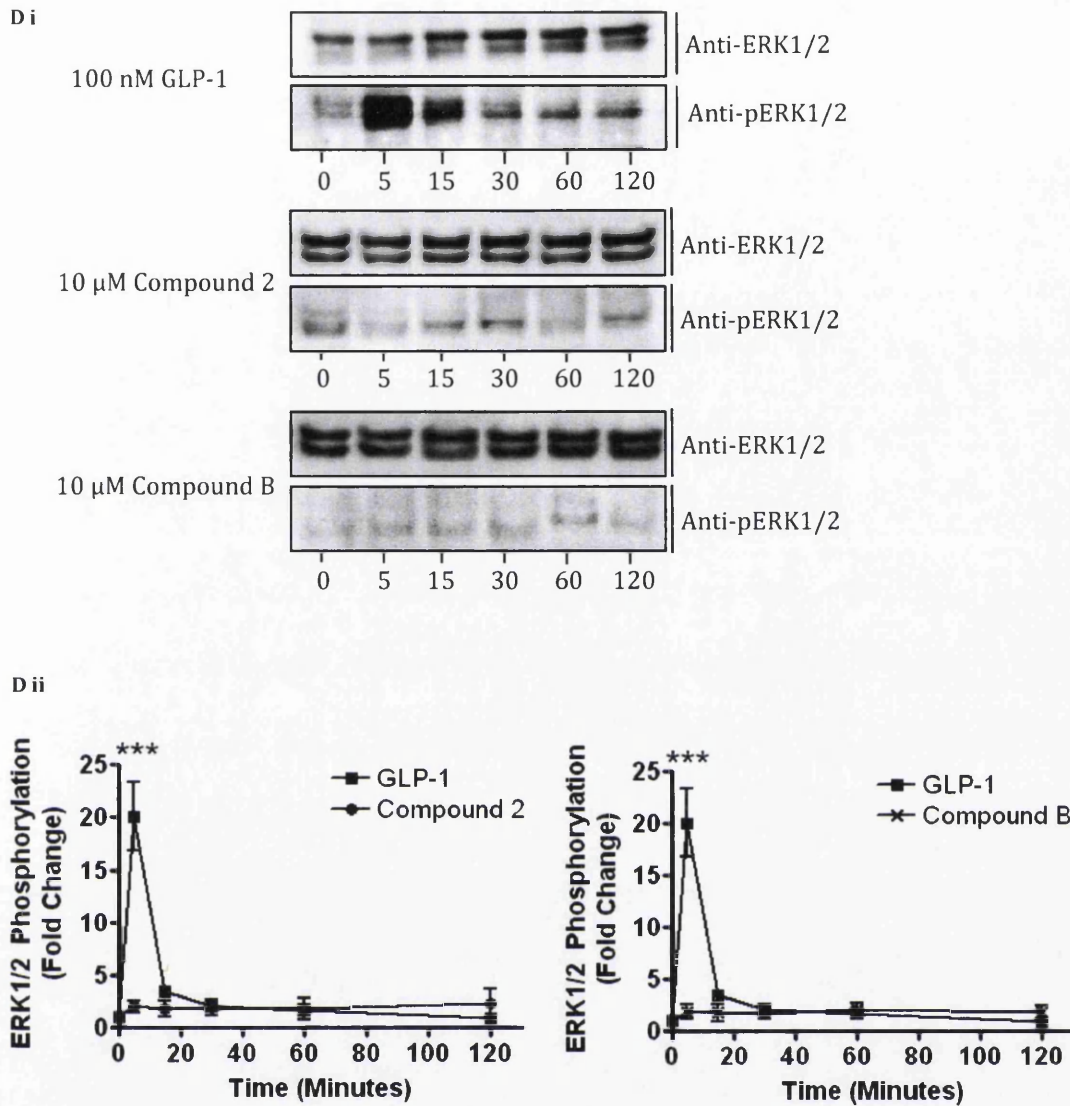 D i
100 nM GLP-1
Anti-ERK1/2
Anti-pERK1/2
0 5 15 30 60 120
10 µM Compound 2
Anti-ERK1/2
Anti-pERK1/2
0 5 15 30 60 120
10 µM Compound B
Anti-ERK1/2
Anti-pERK1/2
0 5 15 30 60 120
D ii
ERK1/2 Phosphorylation
(Fold Change)
25
20
15
10
5
0
***
GLP-1
Compound 2
0 20 40 60 80 100 120
Time (Minutes)
ERK1/2 Phosphorylation
(Fold Change)
25
20
15
10
5
0
***
GLP-1
Compound B
0 20 40 60 80 100 120
Time (Minutes)